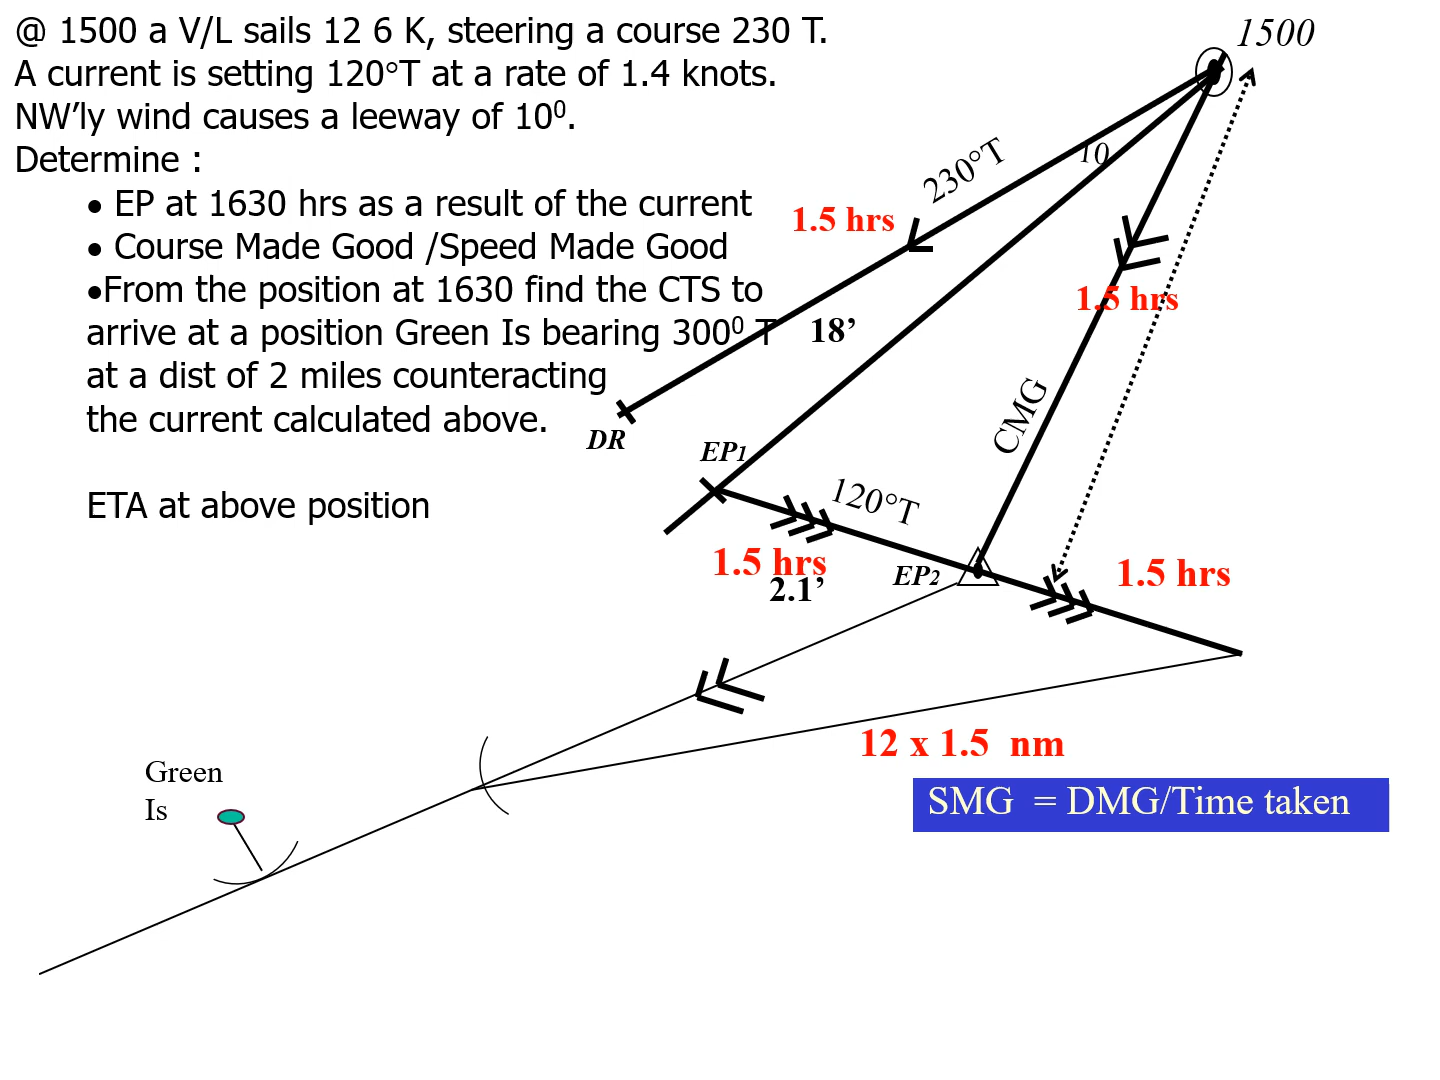 @ 1500 a V/L sails 12 6 K, steering a course 230 T.
A current is setting 120°T at a rate of 1.4 knots.
NW’ly wind causes a leeway of 10⁰.
Determine :
• EP at 1630 hrs as a result of the current
• Course Made Good /Speed Made Good
•From the position at 1630 find the CTS to
arrive at a position Green Is bearing 300⁰ T
at a dist of 2 miles counteracting
the current calculated above.
ETA at above position
1500
230°T
10
1.5 hrs
1.5 hrs
18’
CMG
DR
EP1
120°T
1.5 hrs
2.1’
EP2
1.5 hrs
12 x 1.5 nm
Green
Is
SMG = DMG/Time taken